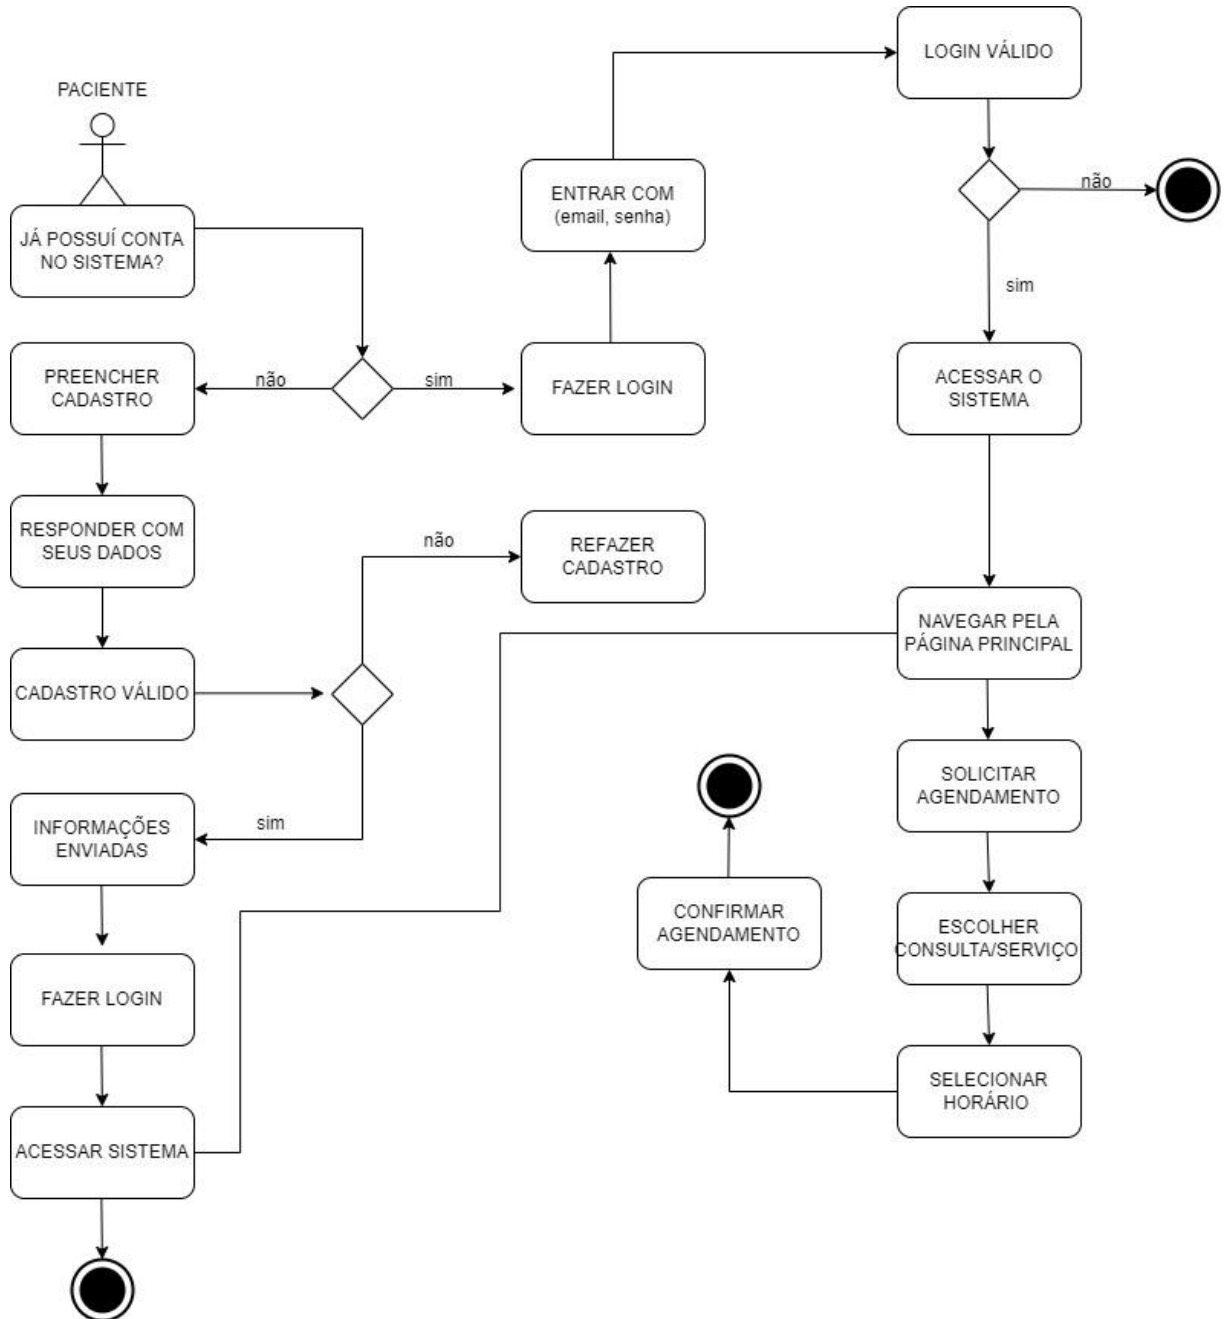 PACIENTE
JÁ POSSUÍ CONTA
NO SISTEMA?
não
sim
PREENCHER
CADASTRO
RESPONDER COM
SEUS DADOS
CADASTRO VÁLIDO
não
REFAZER
CADASTRO
sim
INFORMAÇÕES
ENVIADAS
FAZER LOGIN
ACESSAR SISTEMA
FAZER LOGIN
ENTRAR COM
(email, senha)
LOGIN VÁLIDO
não
sim
ACESSAR O
SISTEMA
NAVEGAR PELA
PÁGINA PRINCIPAL
SOLICITAR
AGENDAMENTO
ESCOLHER
CONSULTA/SERVIÇO
SELECIONAR
HORÁRIO
CONFIRMAR
AGENDAMENTO